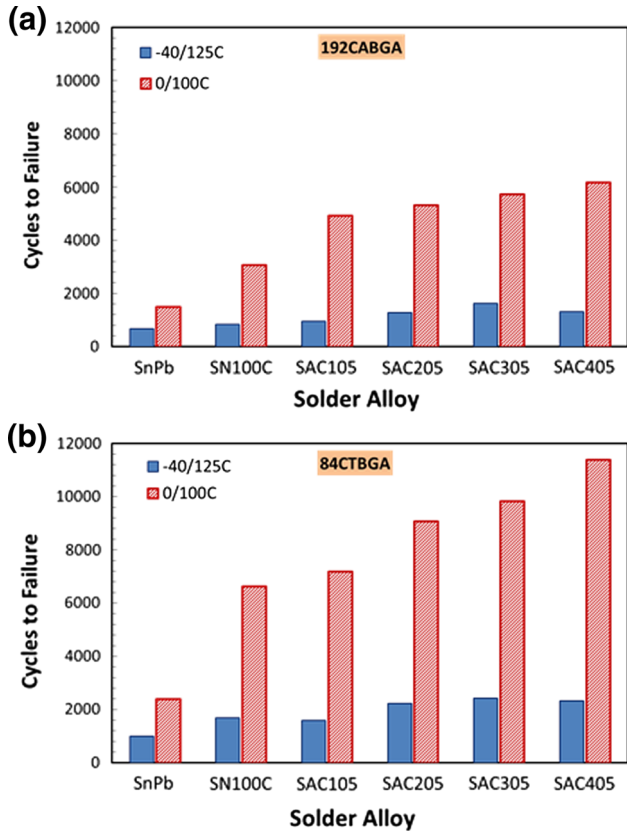 (a)
12000
10000
8000
6000
4000
2000
0
Cycles to Failure
-40/125C
0/100C
192CABGA
SnPb SN100C SAC105 SAC205 SAC305 SAC405
Solder Alloy
(b)
12000
10000
8000
6000
4000
2000
0
Cycles to Failure
-40/125C
0/100C
84CTBGA
SnPb SN100C SAC105 SAC205 SAC305 SAC405
Solder Alloy